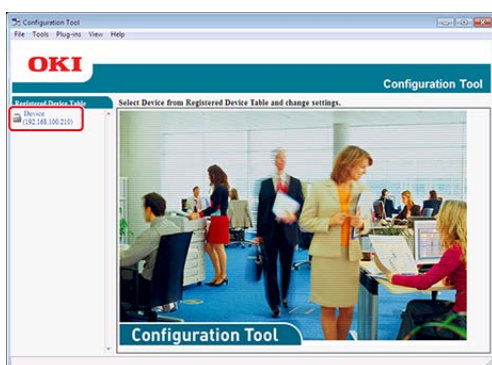 Configuration Tool
File Tools Plug-ins View Help
OKI
Configuration Tool
Registered Device Table
Select Device from Registered Device Table and change settings.
Device
(192.168.100.210)
Configuration Tool